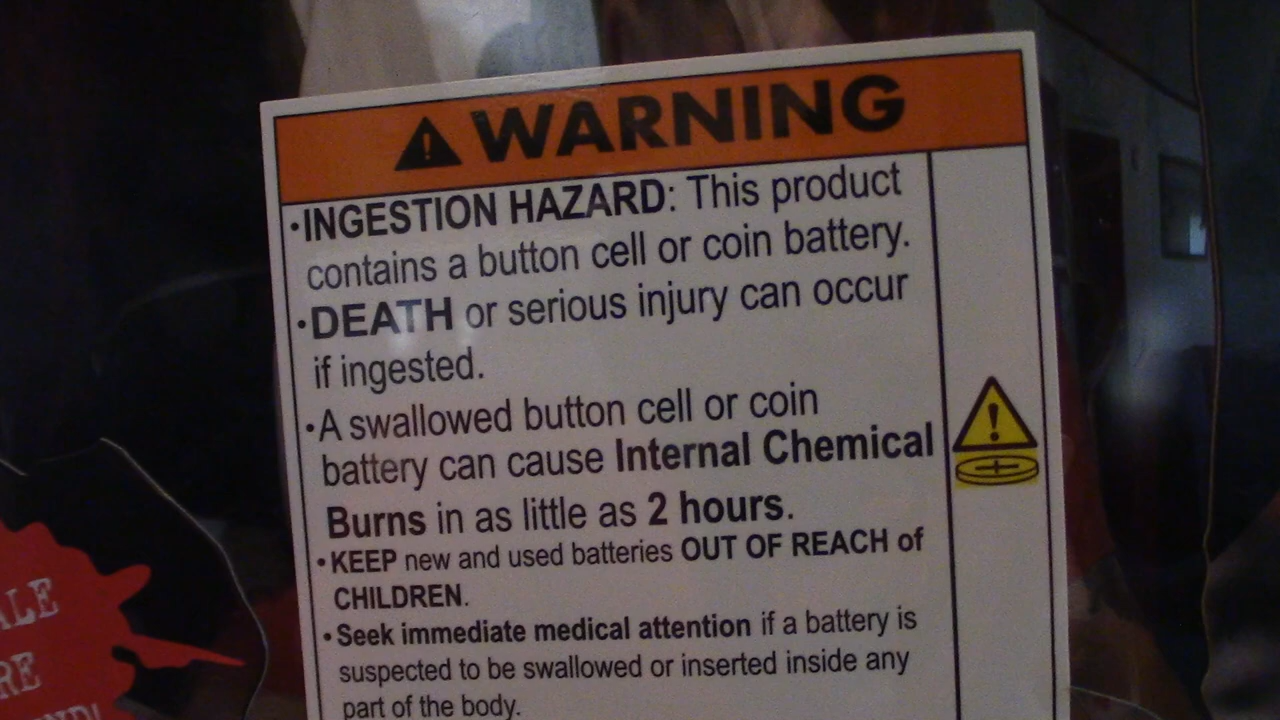 WARNING
•INGESTION HAZARD: This product
contains a button cell or coin battery.
•DEATH or serious injury can occur
if ingested.
•A swallowed button cell or coin
battery can cause Internal Chemical
Burns in as little as 2 hours.
•KEEP new and used batteries OUT OF REACH of
CHILDREN.
•Seek immediate medical attention if a battery is
suspected to be swallowed or inserted inside any
part of the body.